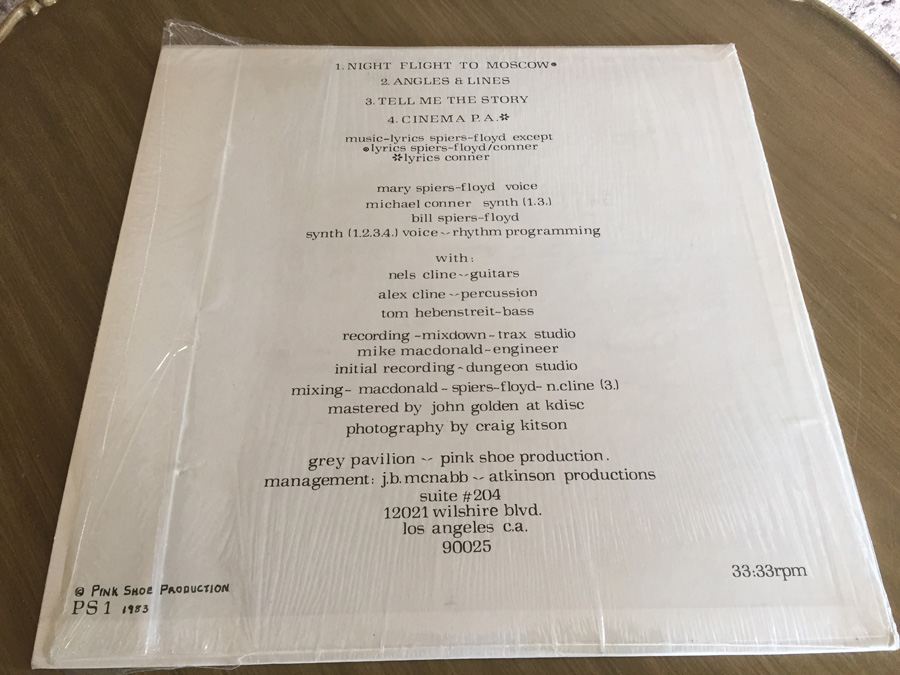 1. NIGHT FLIGHT TO MOSCOW●
2. ANGLES & LINES
3. TELL ME THE STORY
4. CINEMA P.A.✲
music-lyrics spiers-floyd except
●lyrics spiers-floyd/conner
✲lyrics conner
mary spiers-floyd voice
michael conner synth (1.3.)
bill spiers-floyd
synth (1.2.3.4.) voice~rhythm programming
with:
nels cline~guitars
alex cline~percussion
tom hebenstreit-bass
recording -mixdown~trax studio
mike macdonald-engineer
initial recording~dungeon studio
mixing- macdonald - spiers-floyd- n.cline (3.)
mastered by john golden at kdisc
photography by craig kitson
grey pavilion ~ pink shoe production.
management: j.b.mcnabb ~ atkinson productions
suite #204
12021 wilshire blvd.
los angeles c.a.
90025
33:33rpm
© PINK SHOE PRODUCTION
PS 1 1983